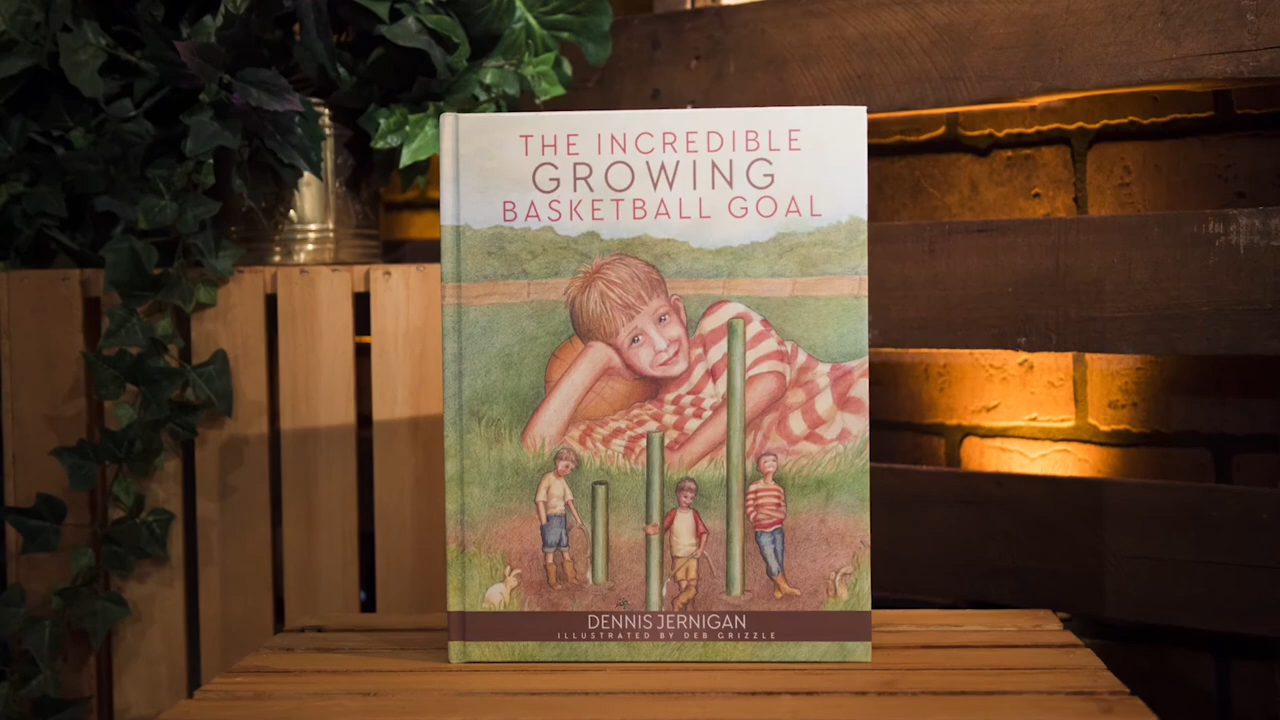 THE INCREDIBLE
GROWING
BASKETBALL GOAL
DENNIS JERNIGAN
ILLUSTRATED BY DEB GRIZZLE